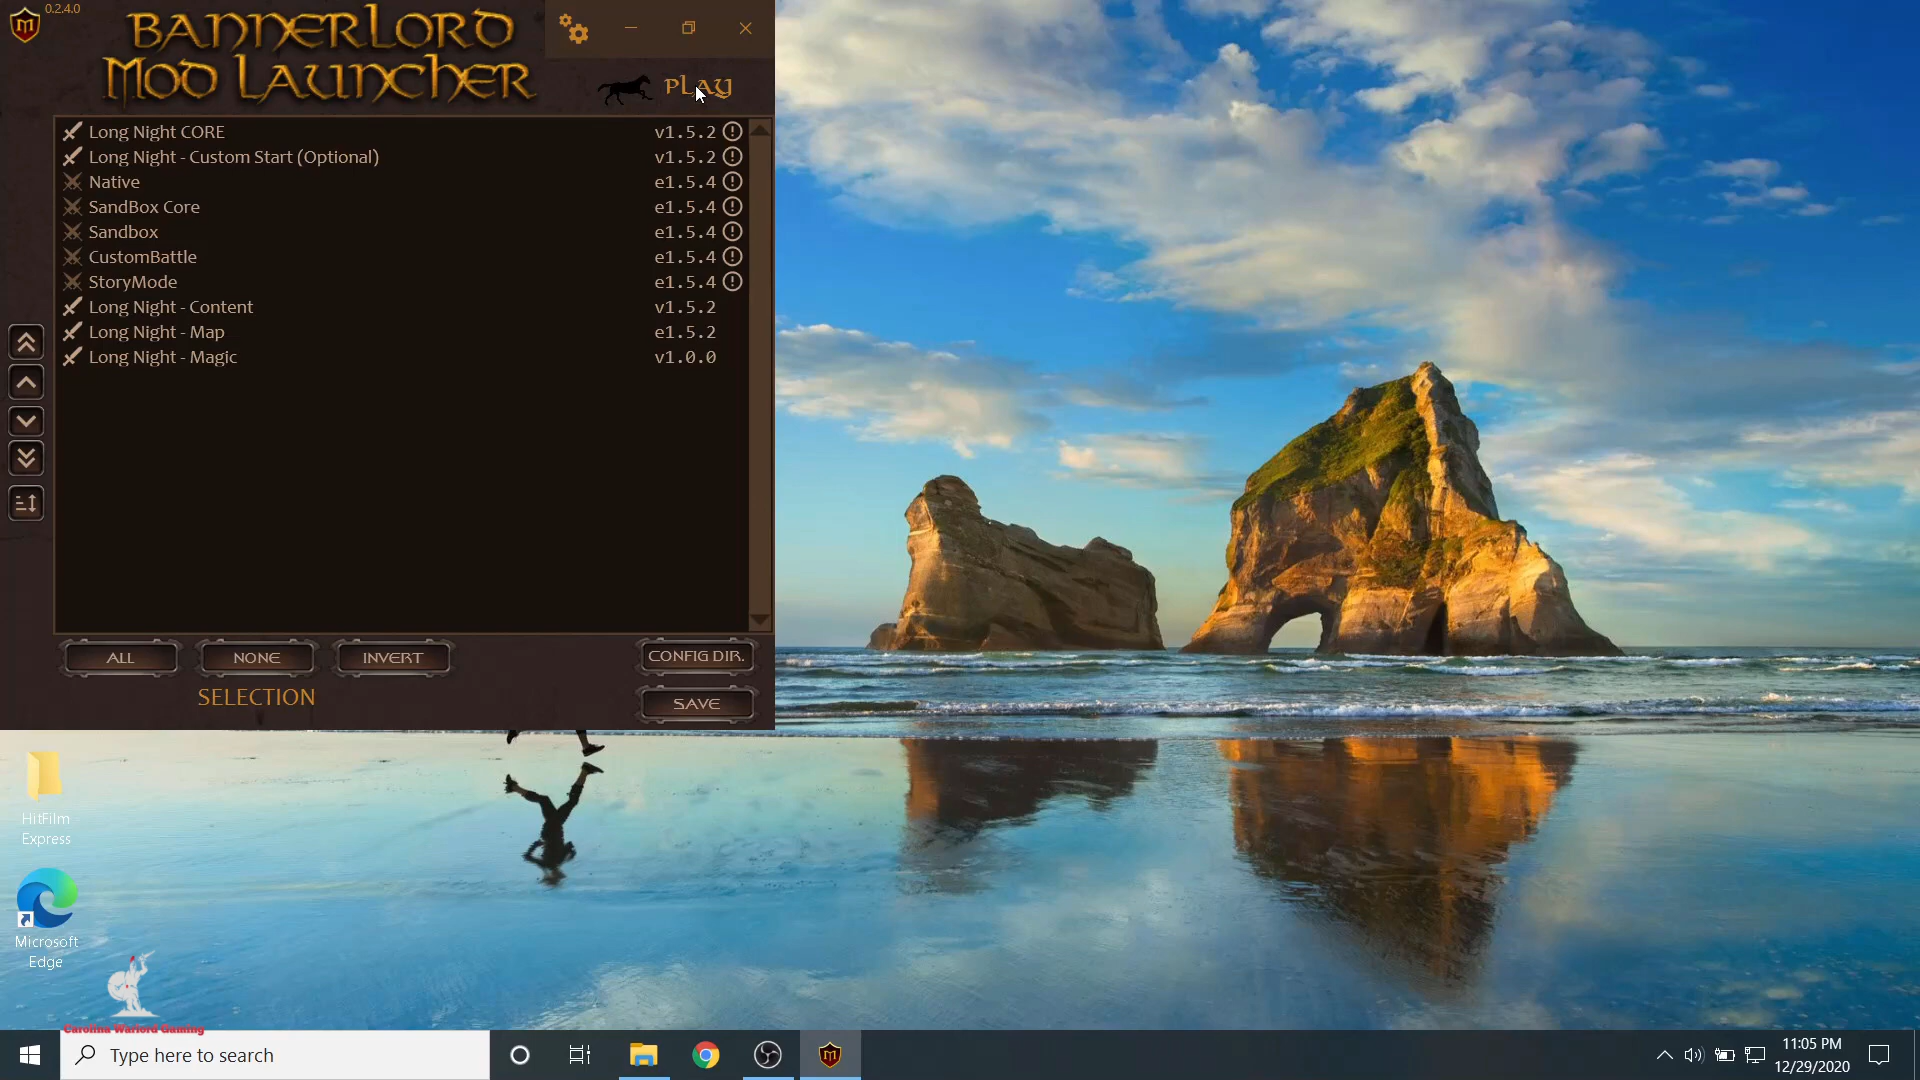 0.2.4.0
BANNERLORD
MOD LAUNCHER
PLAY
Long Night CORE v1.5.2
Long Night - Custom Start (Optional) v1.5.2
Native e1.5.4
SandBox Core e1.5.4
Sandbox e1.5.4
CustomBattle e1.5.4
StoryMode e1.5.4
Long Night - Content v1.5.2
Long Night - Map e1.5.2
Long Night - Magic v1.0.0
ALL NONE INVERT CONFIG DIR.
SELECTION SAVE
HitFilm
Express
Microsoft
Edge
Carolina Warlord Gaming
Type here to search
11:05 PM
12/29/2020